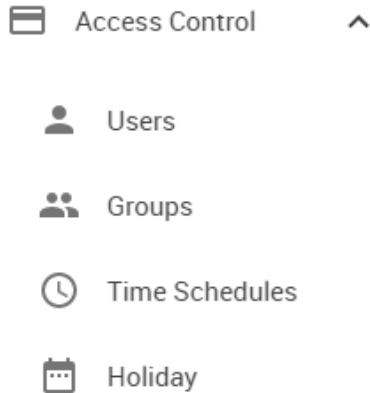 Access Control
Users
Groups
Time Schedules
Holiday